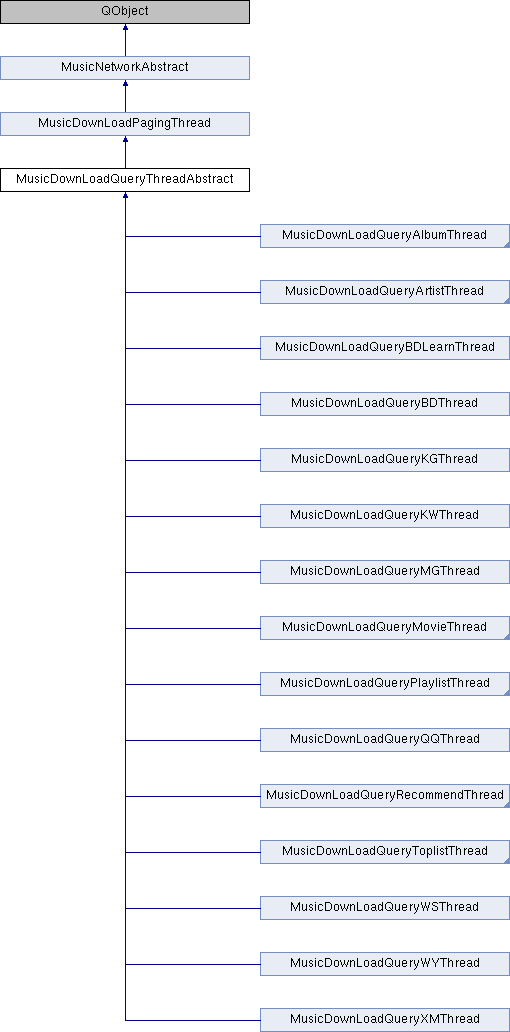 QObject
MusicNetworkAbstract
MusicDownLoadPagingThread
MusicDownLoadQueryThreadAbstract
MusicDownLoadQueryAlbumThread
MusicDownLoadQueryArtistThread
MusicDownLoadQueryBDLearnThread
MusicDownLoadQueryBDThread
MusicDownLoadQueryKGThread
MusicDownLoadQueryKWThread
MusicDownLoadQueryMGThread
MusicDownLoadQueryMovieThread
MusicDownLoadQueryPlaylistThread
MusicDownLoadQueryQQThread
MusicDownLoadQueryRecommendThread
MusicDownLoadQueryToplistThread
MusicDownLoadQueryWSThread
MusicDownLoadQueryWYThread
MusicDownLoadQueryXMThread